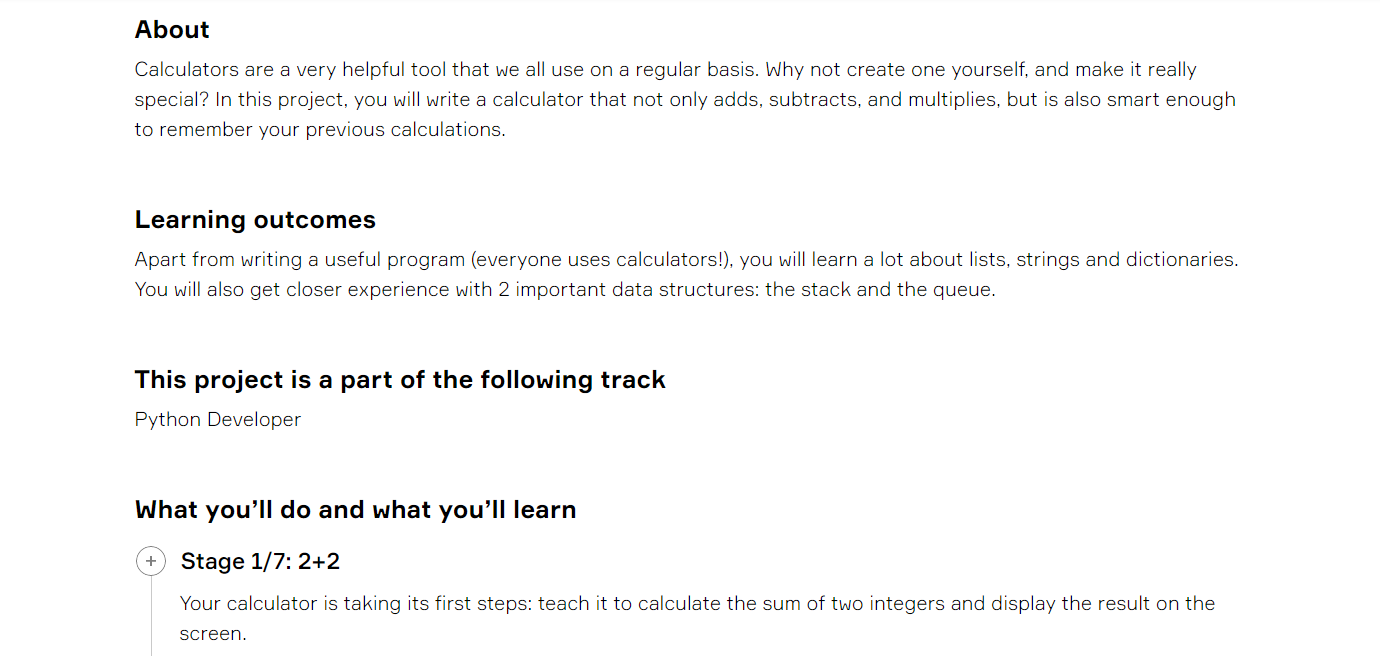 About
Calculators are a very helpful tool that we all use on a regular basis. Why not create one yourself, and make it really
special? In this project, you will write a calculator that not only adds, subtracts, and multiplies, but is also smart enough
to remember your previous calculations.
Learning outcomes
Apart from writing a useful program (everyone uses calculators!), you will learn a lot about lists, strings and dictionaries.
You will also get closer experience with 2 important data structures: the stack and the queue.
This project is a part of the following track
Python Developer
What you’ll do and what you’ll learn
Stage 1/7: 2+2
Your calculator is taking its first steps: teach it to calculate the sum of two integers and display the result on the
screen.